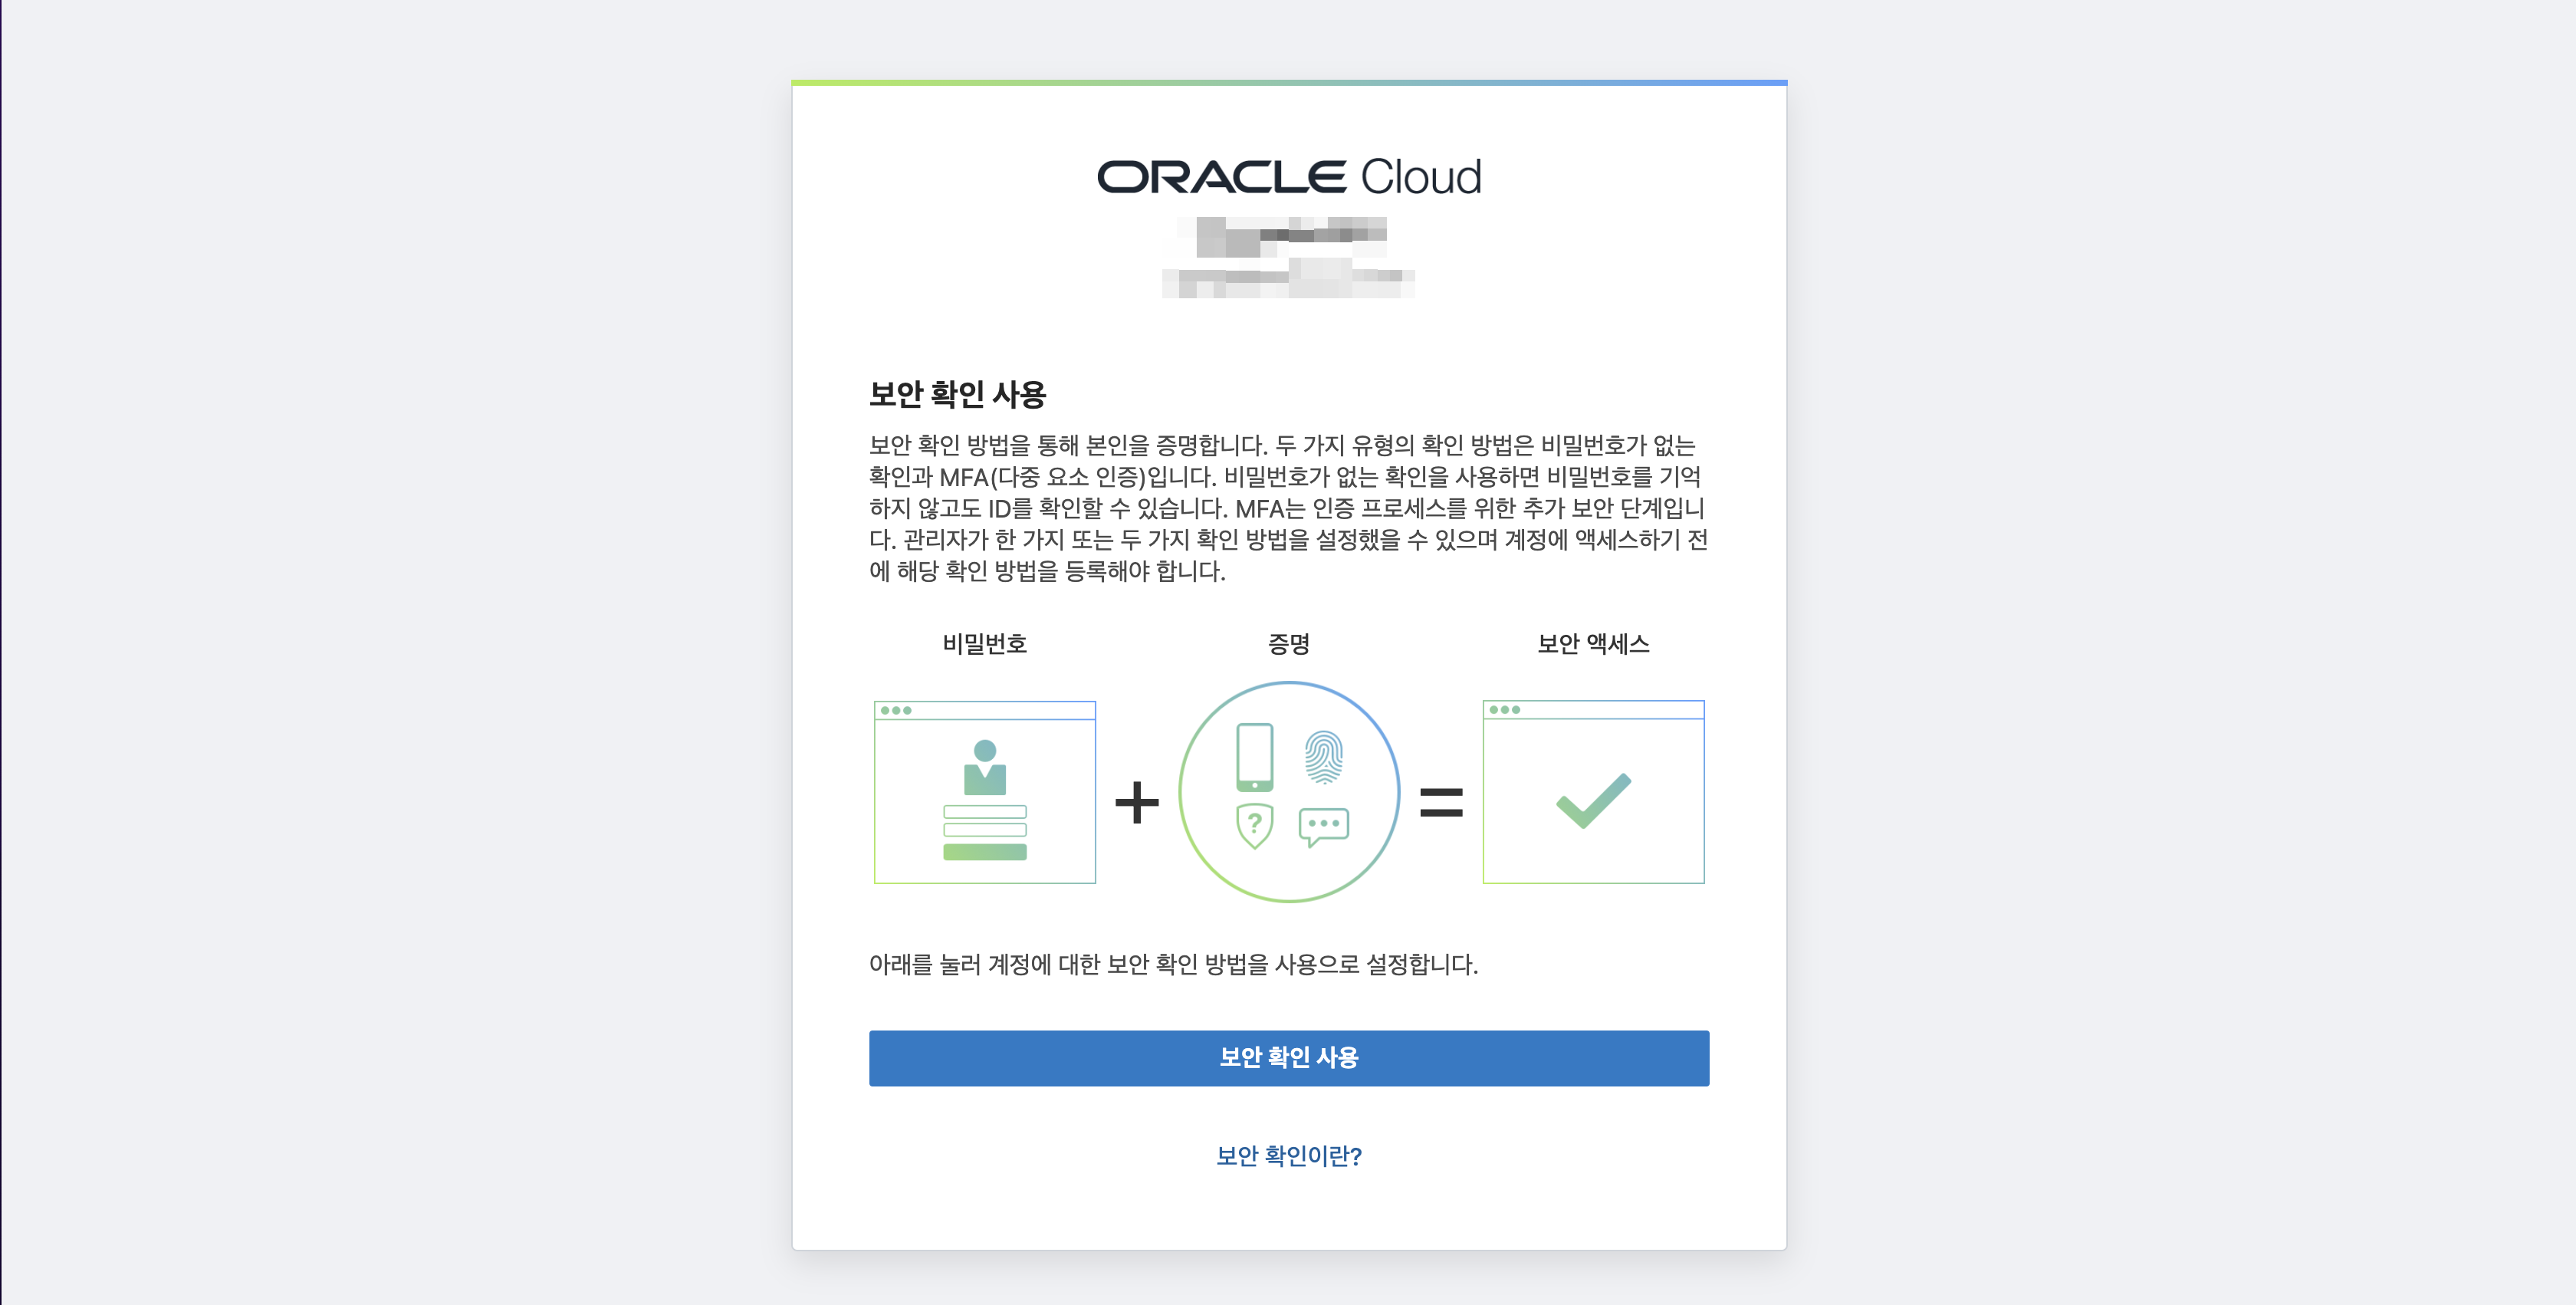 ORACLE Cloud
보안 확인 사용
보안 확인 방법을 통해 본인을 증명합니다. 두 가지 유형의 확인 방법은 비밀번호가 없는
확인과 MFA(다중 요소 인증)입니다. 비밀번호가 없는 확인을 사용하면 비밀번호를 기억
하지 않고도 ID를 확인할 수 있습니다. MFA는 인증 프로세스를 위한 추가 보안 단계입니
다. 관리자가 한 가지 또는 두 가지 확인 방법을 설정했을 수 있으며 계정에 액세스하기 전
에 해당 확인 방법을 등록해야 합니다.
비밀번호 증명 보안 액세스
+ ? =
아래를 눌러 계정에 대한 보안 확인 방법을 사용으로 설정합니다.
보안 확인 사용
보안 확인이란?